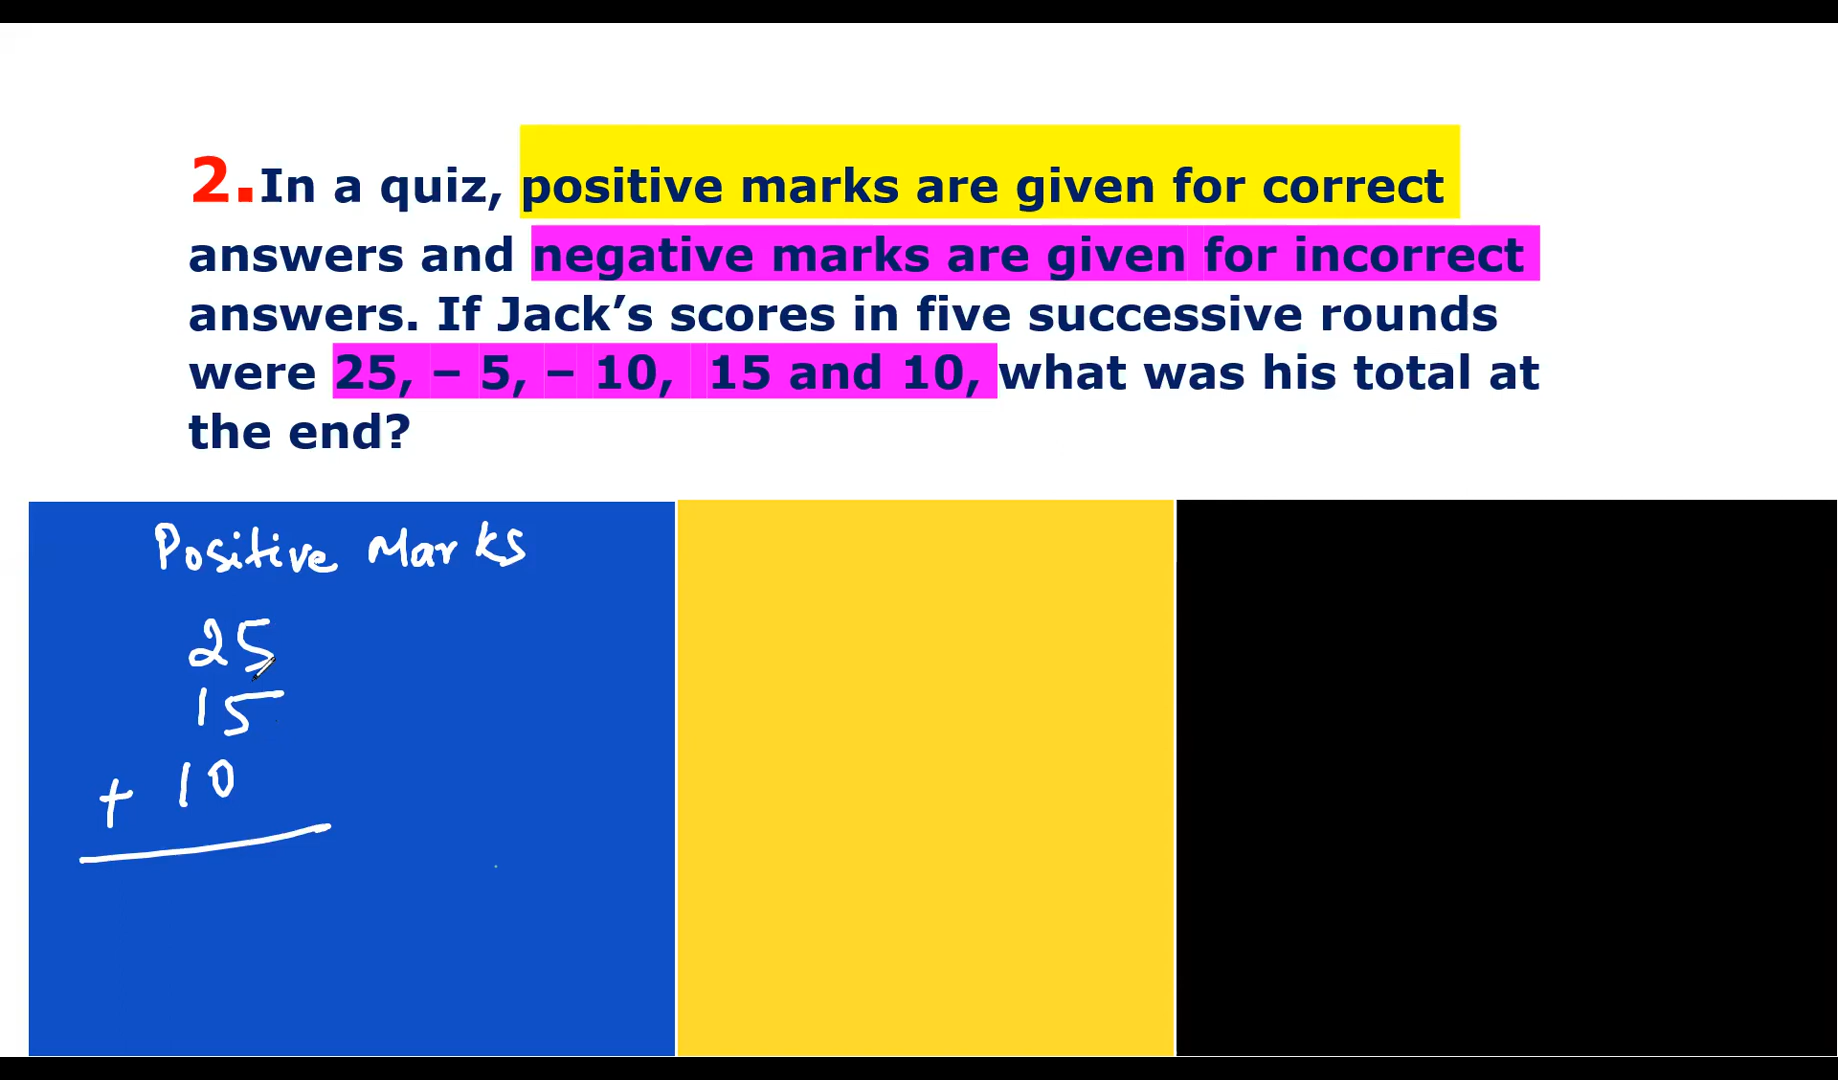 2.In a quiz, positive marks are given for correct
answers and negative marks are given for incorrect
answers. If Jack’s scores in five successive rounds
were 25, – 5, – 10, 15 and 10, what was his total at
the end?
Positive Marks
25
15
+ 10